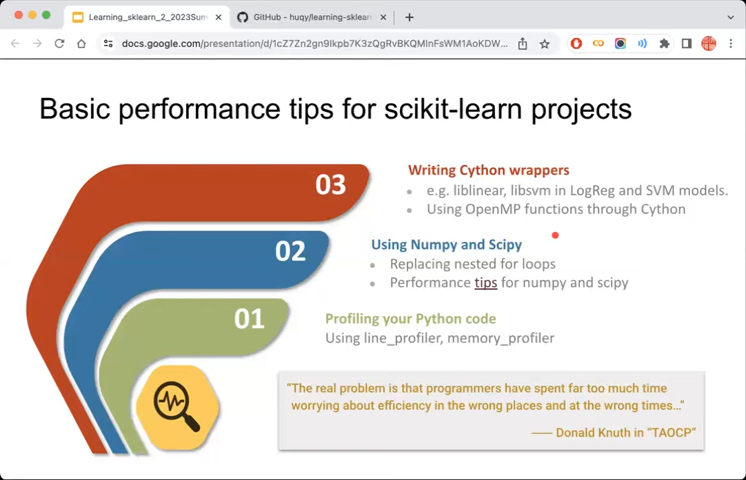 Learning_sklearn_2_2023Sum
GitHub - huqy/learning-sklearn
docs.google.com/presentation/d/1cZ7Zn2gn9Ikpb7K3zQgRvBKQMlnFsWM1AoKDW...
Basic performance tips for scikit-learn projects
03
Writing Cython wrappers
e.g. liblinear, libsvm in LogReg and SVM models.
Using OpenMP functions through Cython
02
Using Numpy and Scipy
Replacing nested for loops
Performance tips for numpy and scipy
01
Profiling your Python code
Using line_profiler, memory_profiler
“The real problem is that programmers have spent far too much time
worrying about efficiency in the wrong places and at the wrong times...”
—— Donald Knuth in “TAOCP”